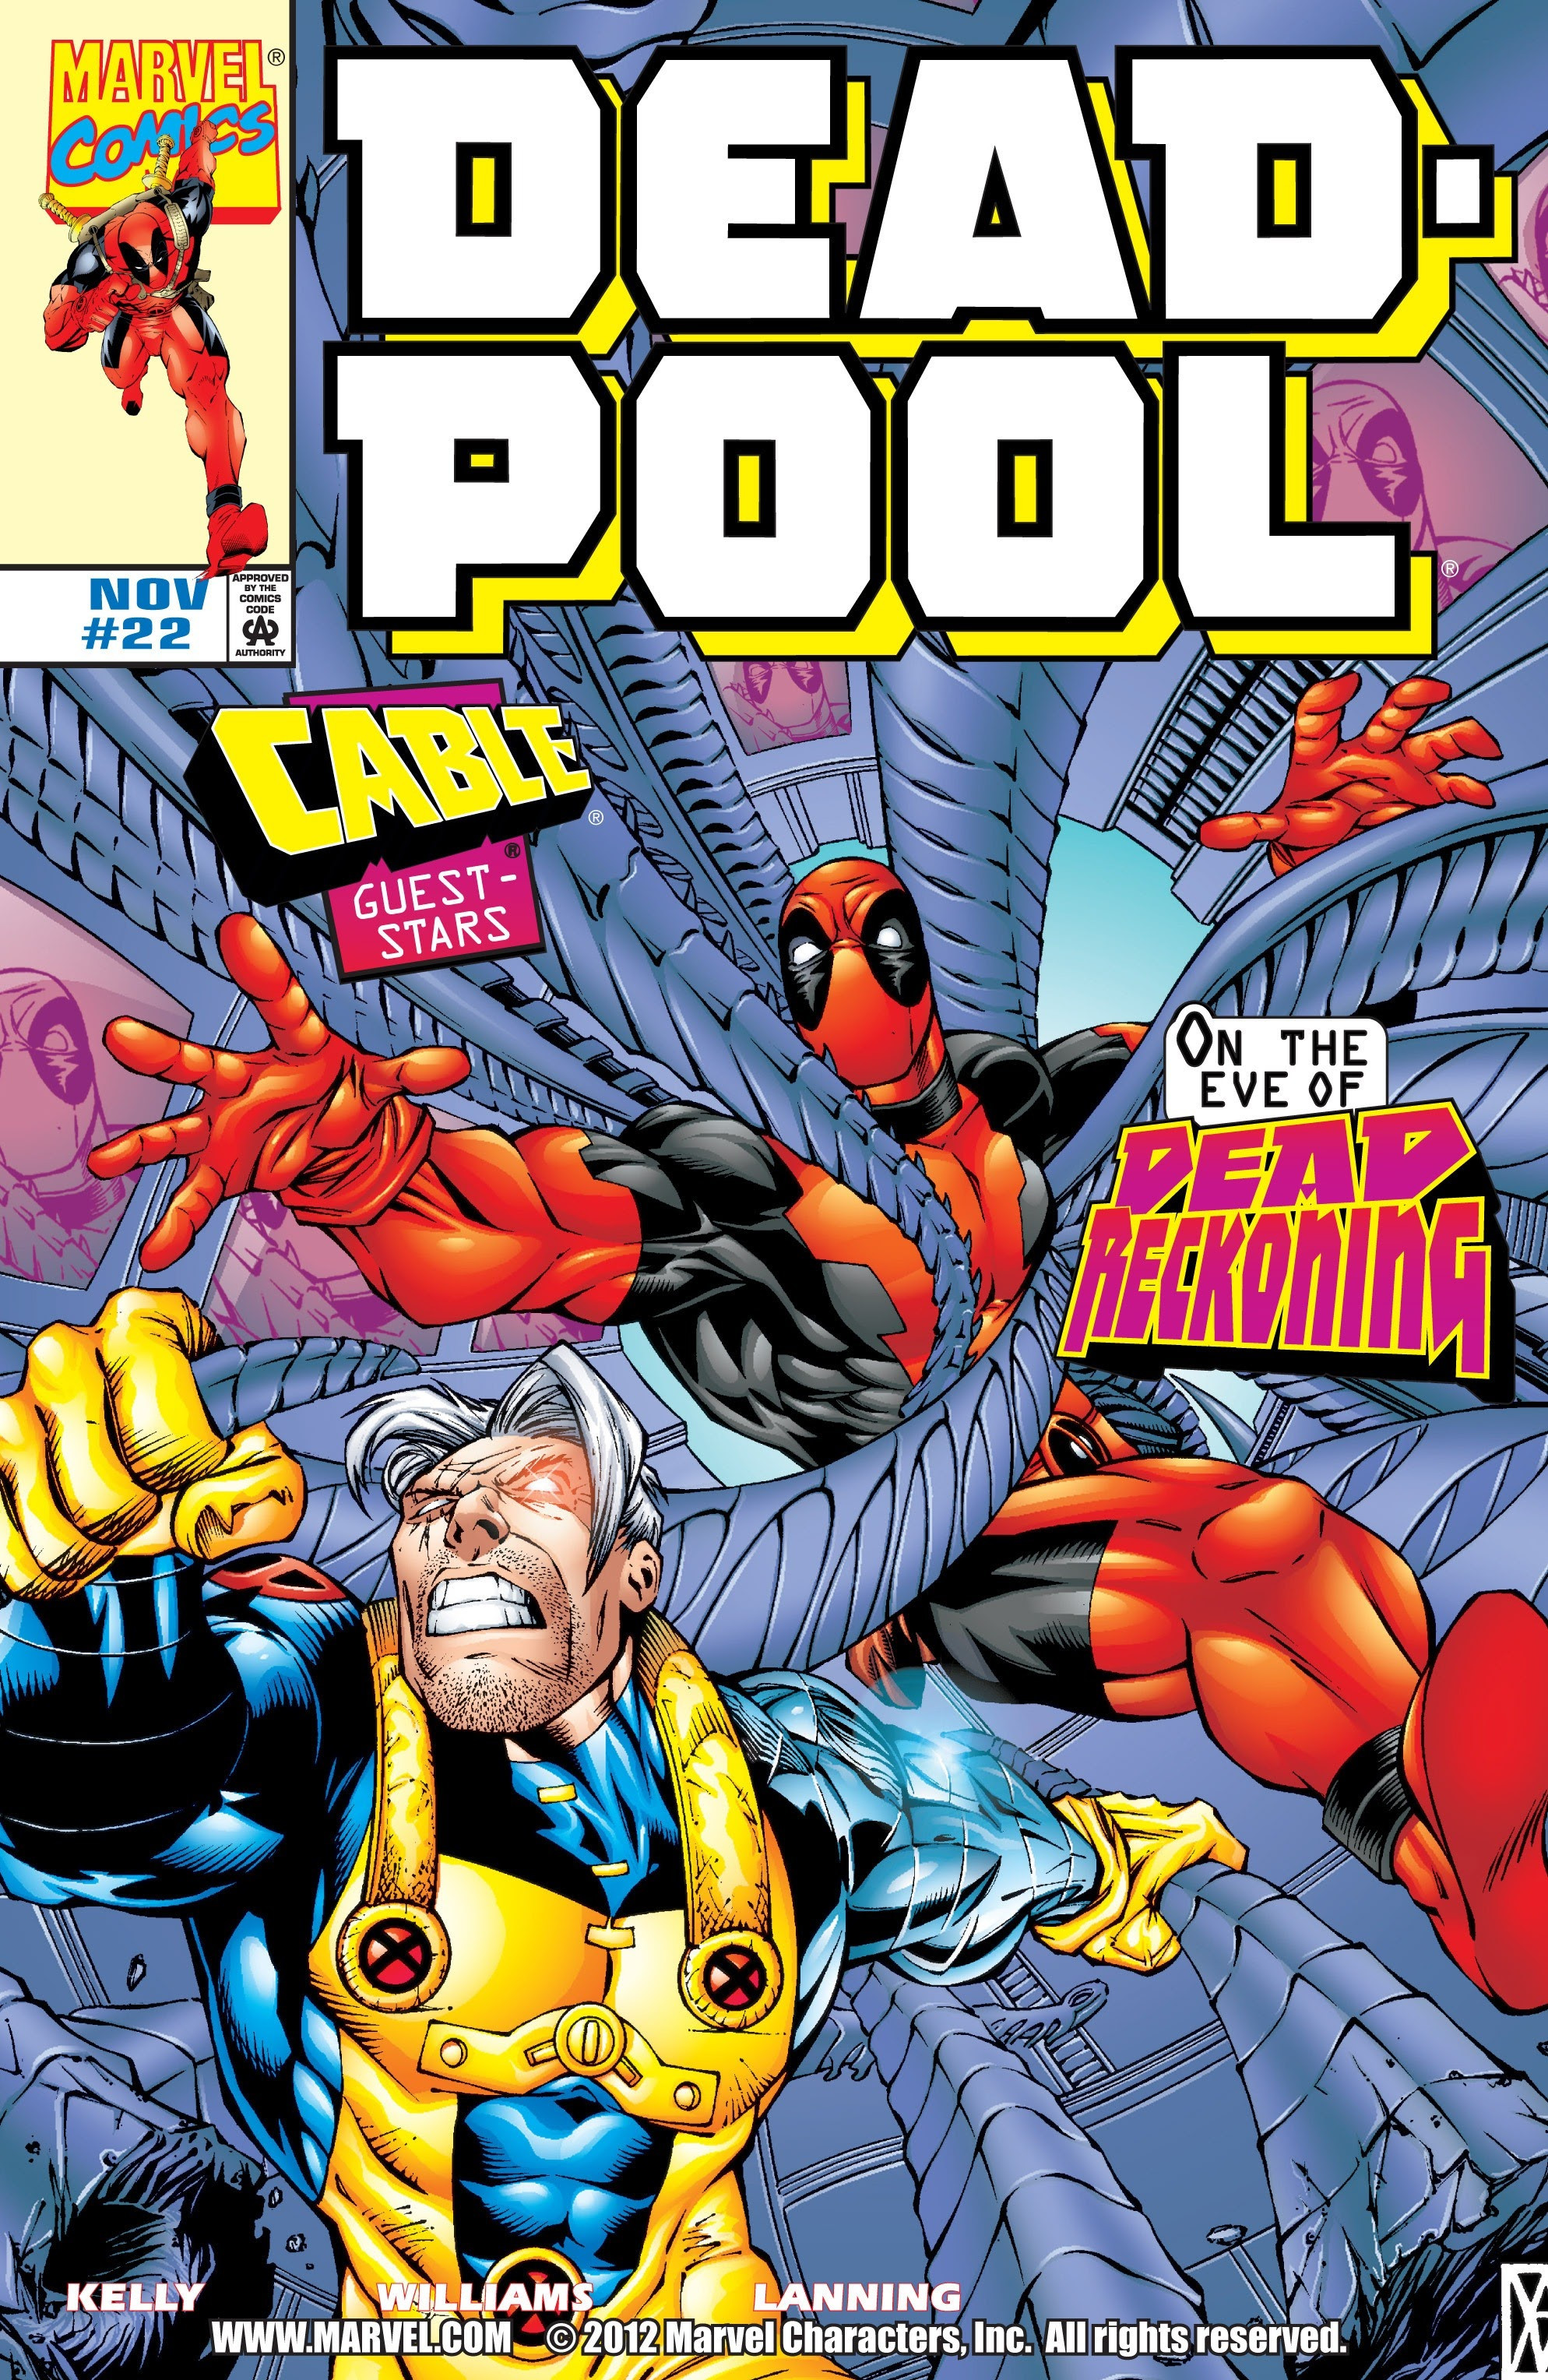 MARVEL®
COMICS
DEAD·
POOL®
NOV
#22
APPROVED
BY THE
COMICS
CODE
CA
AUTHORITY
CABLE®
GUEST-®
STARS
ON THE
EVE OF
DEAD
RECKONING
KELLY WILLIAMS LANNING
WWW.MARVEL.COM © 2012 Marvel Characters, Inc. All rights reserved.